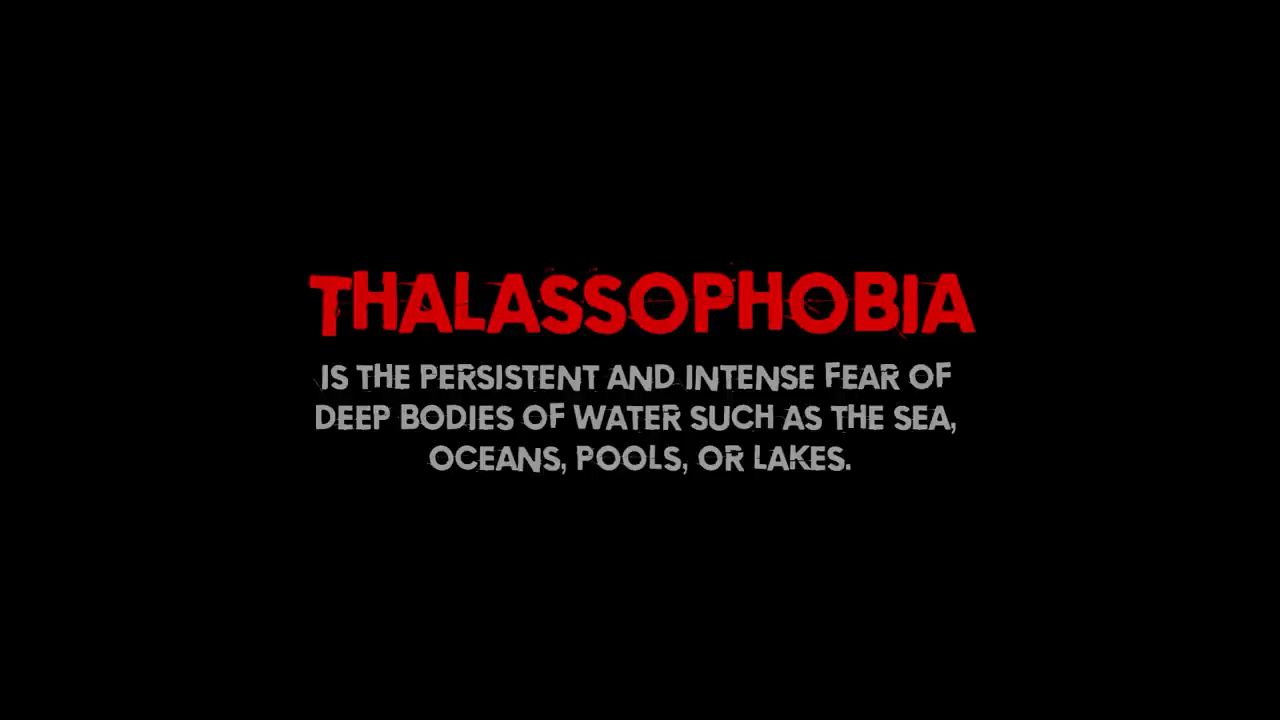 THALASSOPHOBIA
IS THE PERSISTENT AND INTENSE FEAR OF
DEEP BODIES OF WATER SUCH AS THE SEA,
OCEANS, POOLS, OR LAKES.